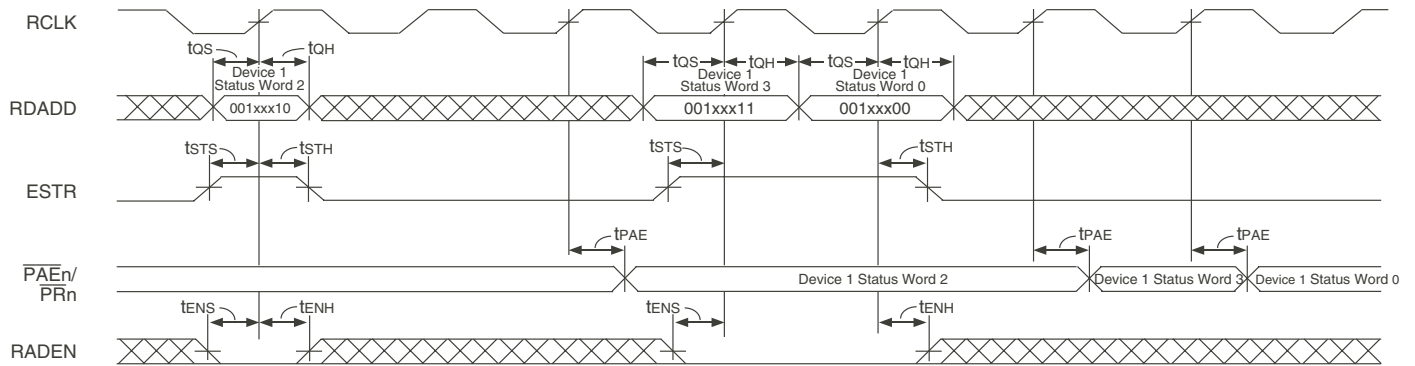 RCLK
tQS tQH tQS tQH tQS tQH
Device 1
Status Word 2
Device 1
Status Word 3
Device 1
Status Word 0
RDADD
001xxx10
001xxx11
001xxx00
tSTS tSTH tSTS tSTH
ESTR
tPAE tPAE tPAE
PAEn/
PRn
Device 1 Status Word 2
Device 1 Status Word 3
Device 1 Status Word 0
tENS tENH tENS tENH
RADEN